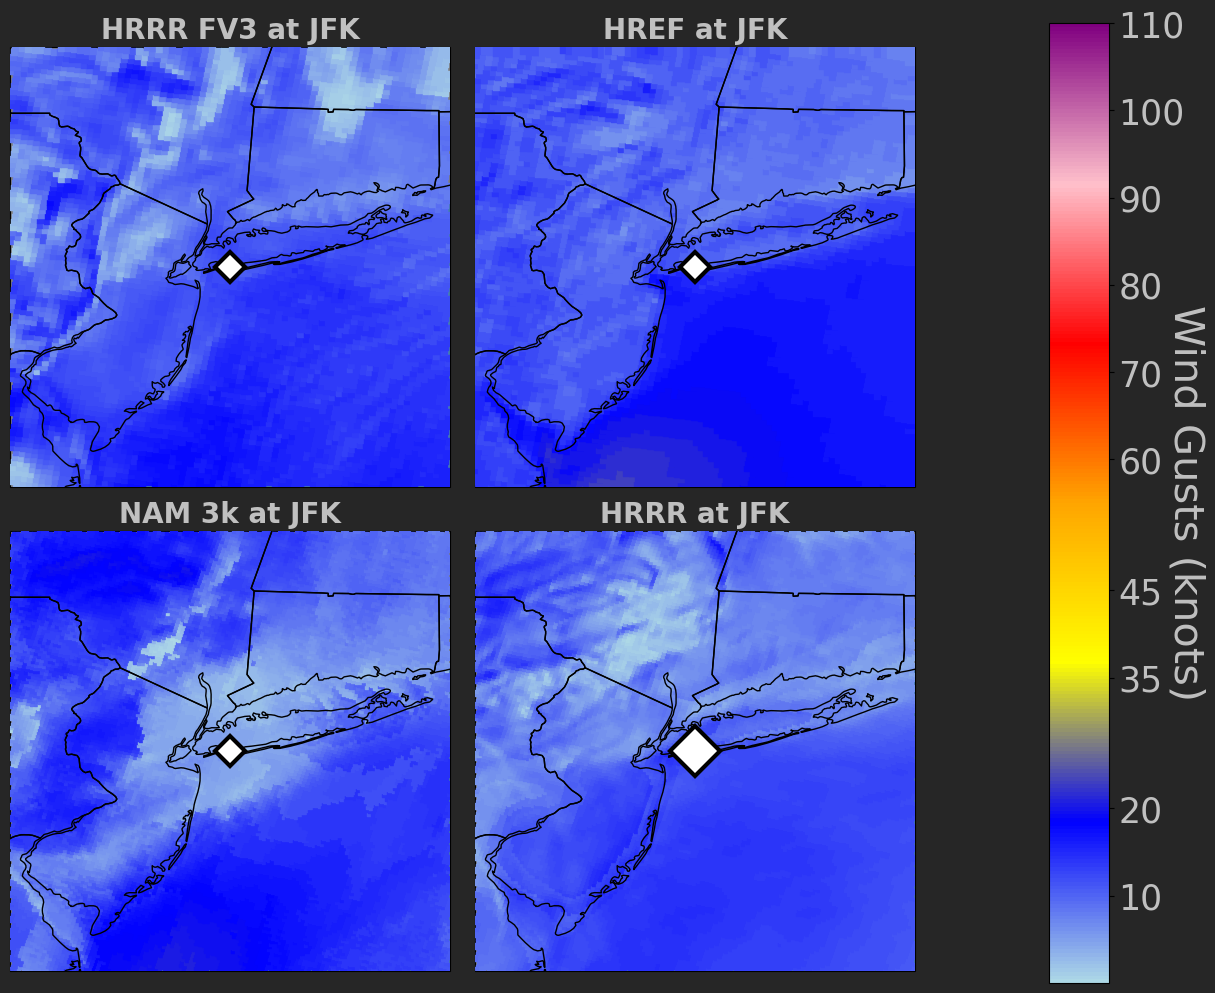 HRRR FV3 at JFK
HREF at JFK
NAM 3k at JFK
HRRR at JFK
110
100
90
80
70
60
45
35
20
10
Wind Gusts (knots)